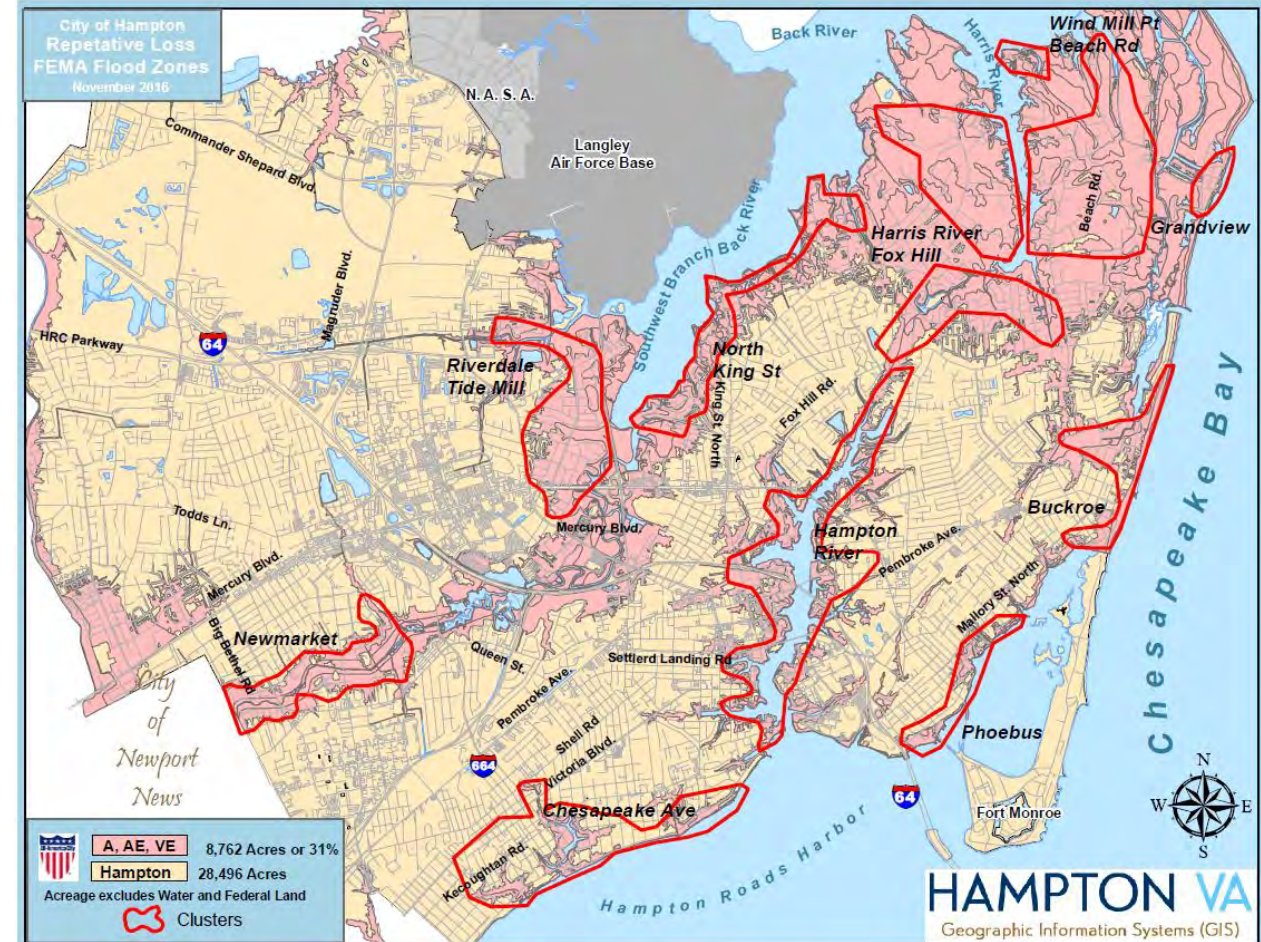 City of Hampton
Repetative Loss
FEMA Flood Zones
November 2016
Back River
Harris River
Wind Mill Pt
Beach Rd
N. A. S. A.
Langley
Air Force Base
Commander Shepard Blvd.
Southwest Branch Back River
Beach Rd.
Harris River
Fox Hill
Grandview
Magruder Blvd.
HRC Parkway
64
Riverdale
Tide Mill
North
King St
King St. North
Fox Hill Rd.
Chesapeake Bay
Todds Ln.
Mercury Blvd.
Mercury Blvd.
Hampton
River
Buckroe
Pembroke Ave.
Mallory St. North
Newmarket
Big Bethel Rd
Queen St.
Settlerd Landing Rd
City
of
Newport
News
Pembroke Ave.
Shell Rd
Victoria Blvd.
664
Phoebus
64
Fort Monroe
N
W
E
S
Chesapeake Ave
Kecoughtan Rd.
Hampton Roads Harbor
A, AE, VE 8,762 Acres or 31%
Hampton 28,496 Acres
Acreage excludes Water and Federal Land
Clusters
HAMPTON VA
Geographic Information Systems (GIS)